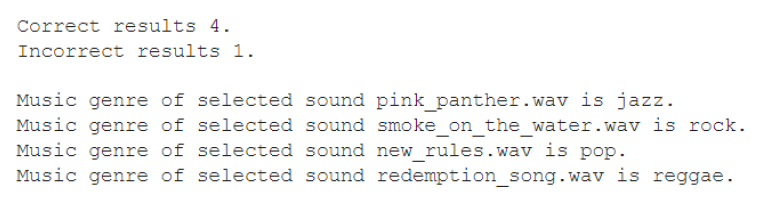 Correct results 4.
Incorrect results 1.
Music genre of selected sound pink_panther.wav is jazz.
Music genre of selected sound smoke_on_the_water.wav is rock.
Music genre of selected sound new_rules.wav is pop.
Music genre of selected sound redemption_song.wav is reggae.